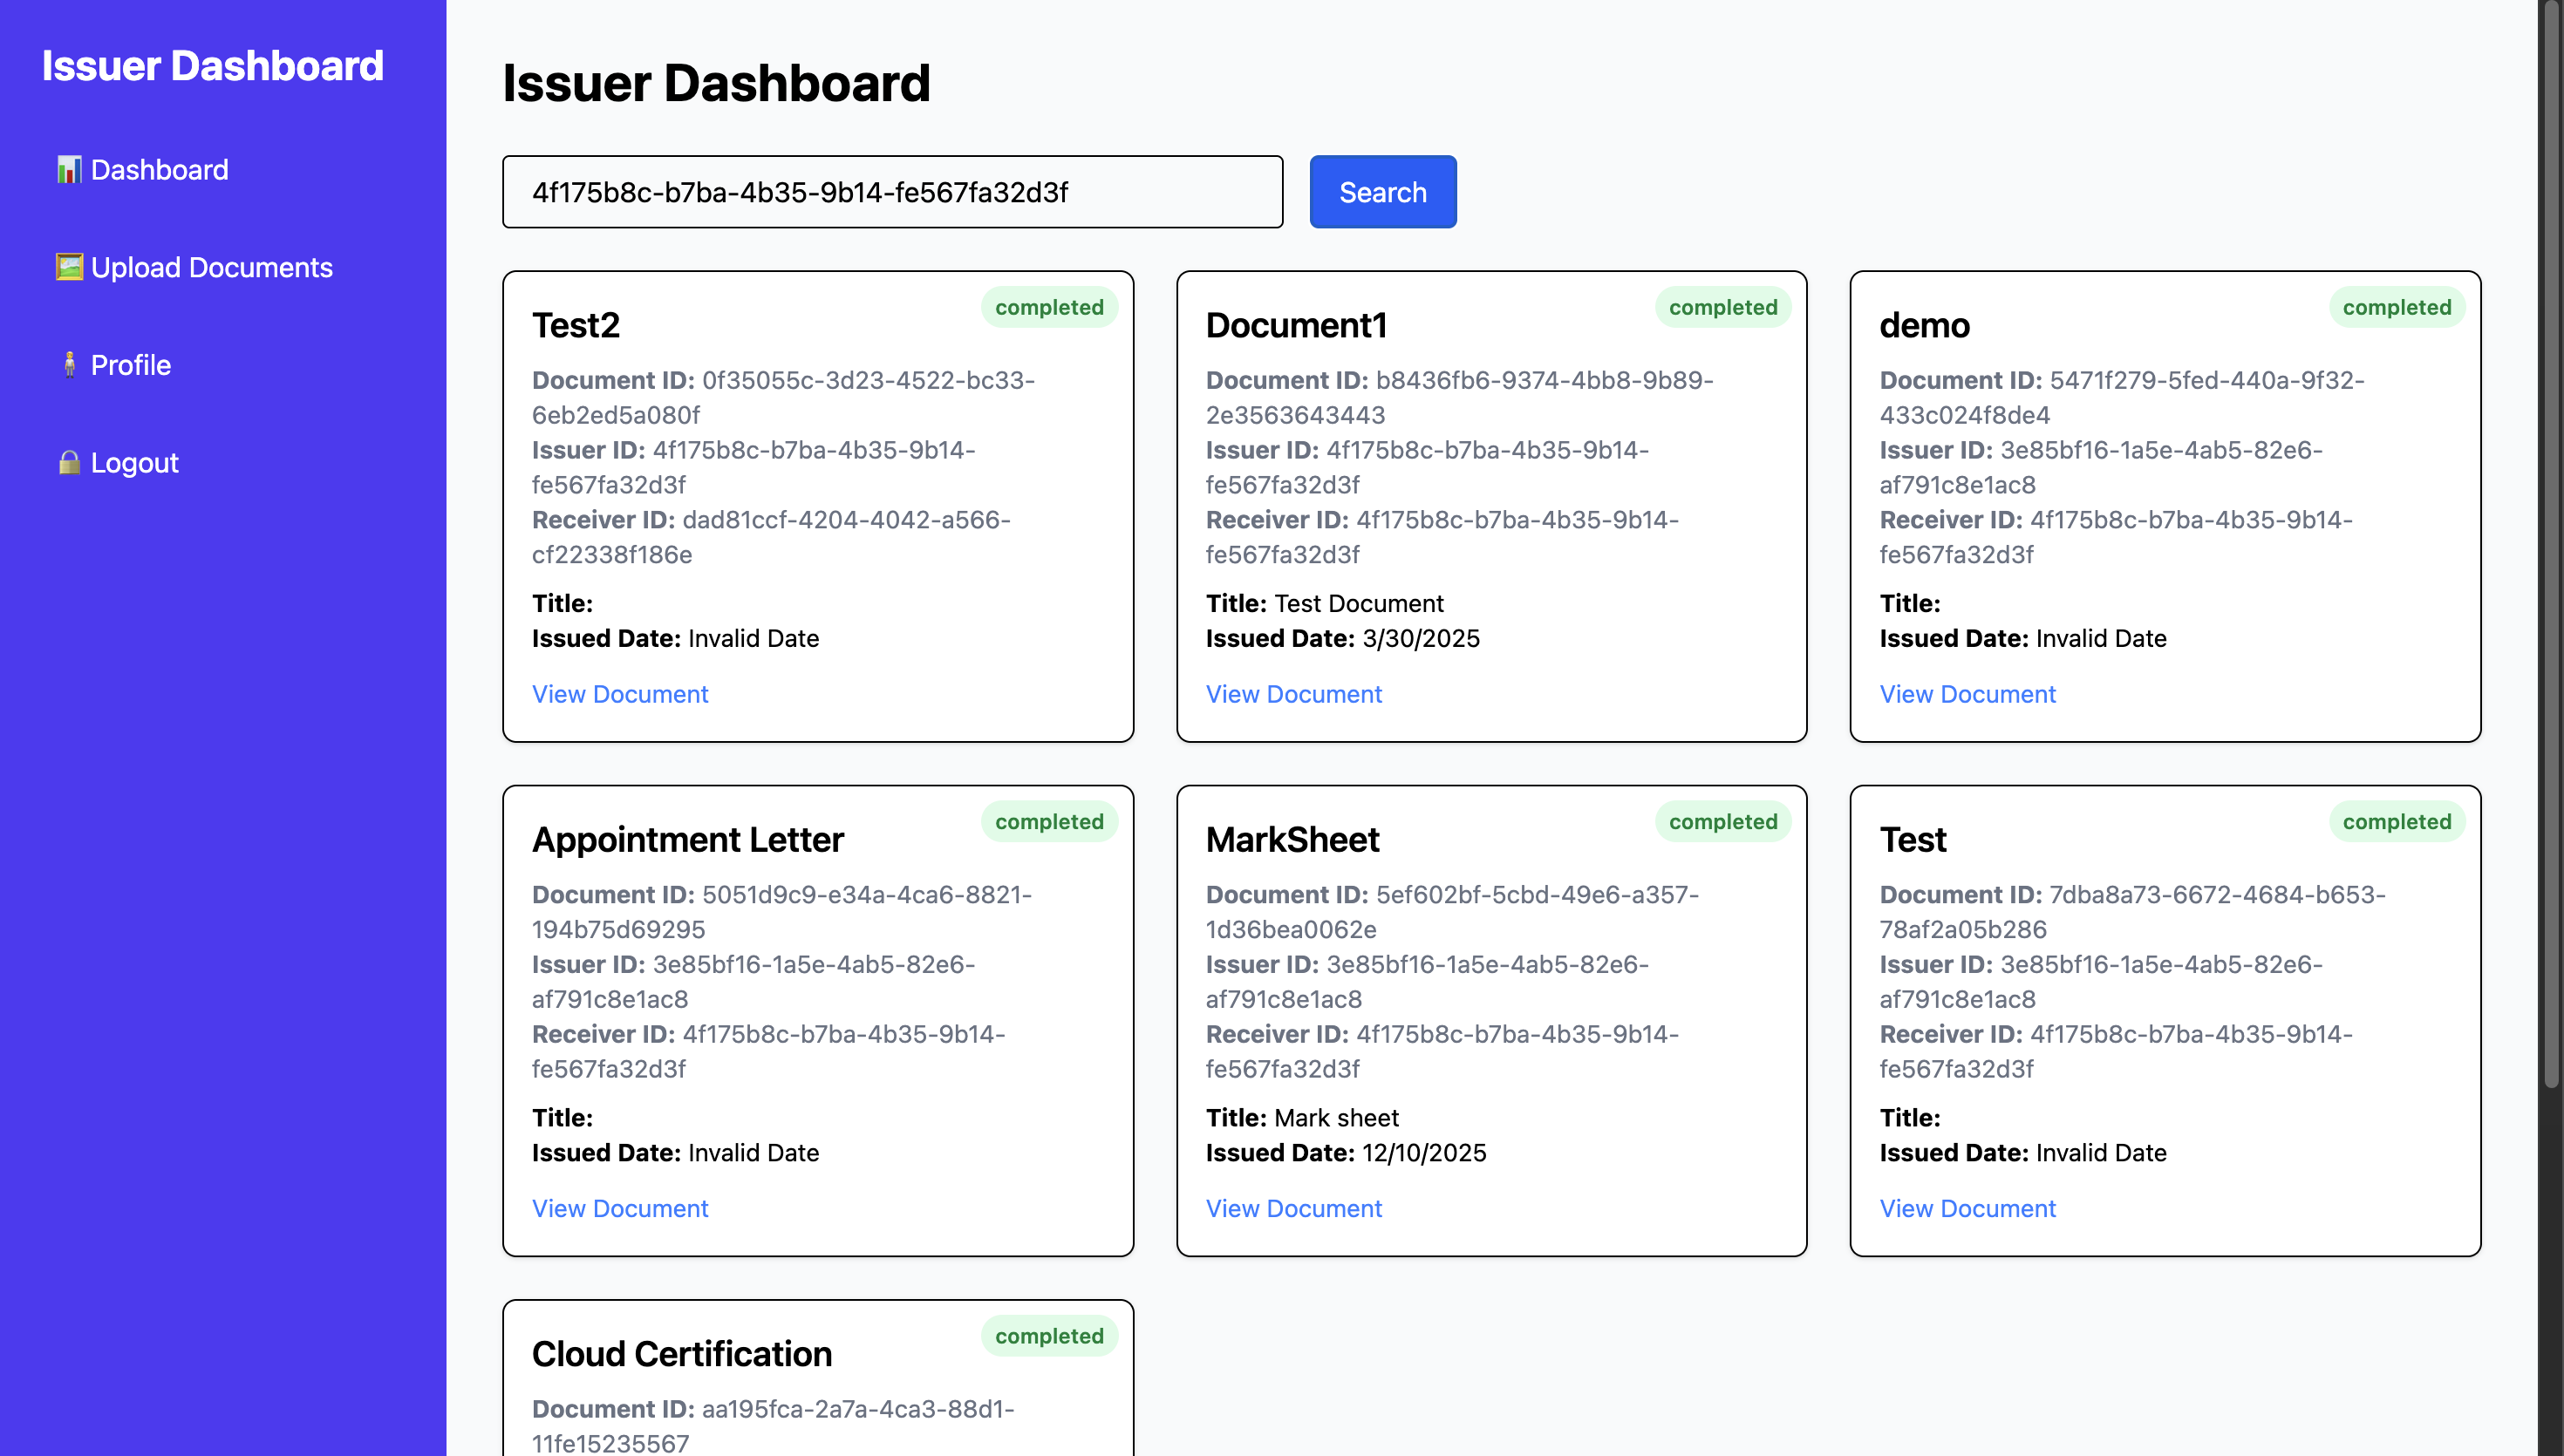 Issuer Dashboard
Dashboard
Upload Documents
Profile
Logout
Issuer Dashboard
4f175b8c-b7ba-4b35-9b14-fe567fa32d3f
Search
Test2
completed
Document ID: 0f35055c-3d23-4522-bc33-
6eb2ed5a080f
Issuer ID: 4f175b8c-b7ba-4b35-9b14-
fe567fa32d3f
Receiver ID: dad81ccf-4204-4042-a566-
cf22338f186e
Title:
Issued Date: Invalid Date
View Document
Document1
completed
Document ID: b8436fb6-9374-4bb8-9b89-
2e3563643443
Issuer ID: 4f175b8c-b7ba-4b35-9b14-
fe567fa32d3f
Receiver ID: 4f175b8c-b7ba-4b35-9b14-
fe567fa32d3f
Title: Test Document
Issued Date: 3/30/2025
View Document
demo
completed
Document ID: 5471f279-5fed-440a-9f32-
433c024f8de4
Issuer ID: 3e85bf16-1a5e-4ab5-82e6-
af791c8e1ac8
Receiver ID: 4f175b8c-b7ba-4b35-9b14-
fe567fa32d3f
Title:
Issued Date: Invalid Date
View Document
Appointment Letter
completed
Document ID: 5051d9c9-e34a-4ca6-8821-
194b75d69295
Issuer ID: 3e85bf16-1a5e-4ab5-82e6-
af791c8e1ac8
Receiver ID: 4f175b8c-b7ba-4b35-9b14-
fe567fa32d3f
Title:
Issued Date: Invalid Date
View Document
MarkSheet
completed
Document ID: 5ef602bf-5cbd-49e6-a357-
1d36bea0062e
Issuer ID: 3e85bf16-1a5e-4ab5-82e6-
af791c8e1ac8
Receiver ID: 4f175b8c-b7ba-4b35-9b14-
fe567fa32d3f
Title: Mark sheet
Issued Date: 12/10/2025
View Document
Test
completed
Document ID: 7dba8a73-6672-4684-b653-
78af2a05b286
Issuer ID: 3e85bf16-1a5e-4ab5-82e6-
af791c8e1ac8
Receiver ID: 4f175b8c-b7ba-4b35-9b14-
fe567fa32d3f
Title:
Issued Date: Invalid Date
View Document
Cloud Certification
completed
Document ID: aa195fca-2a7a-4ca3-88d1-
11fe15235567